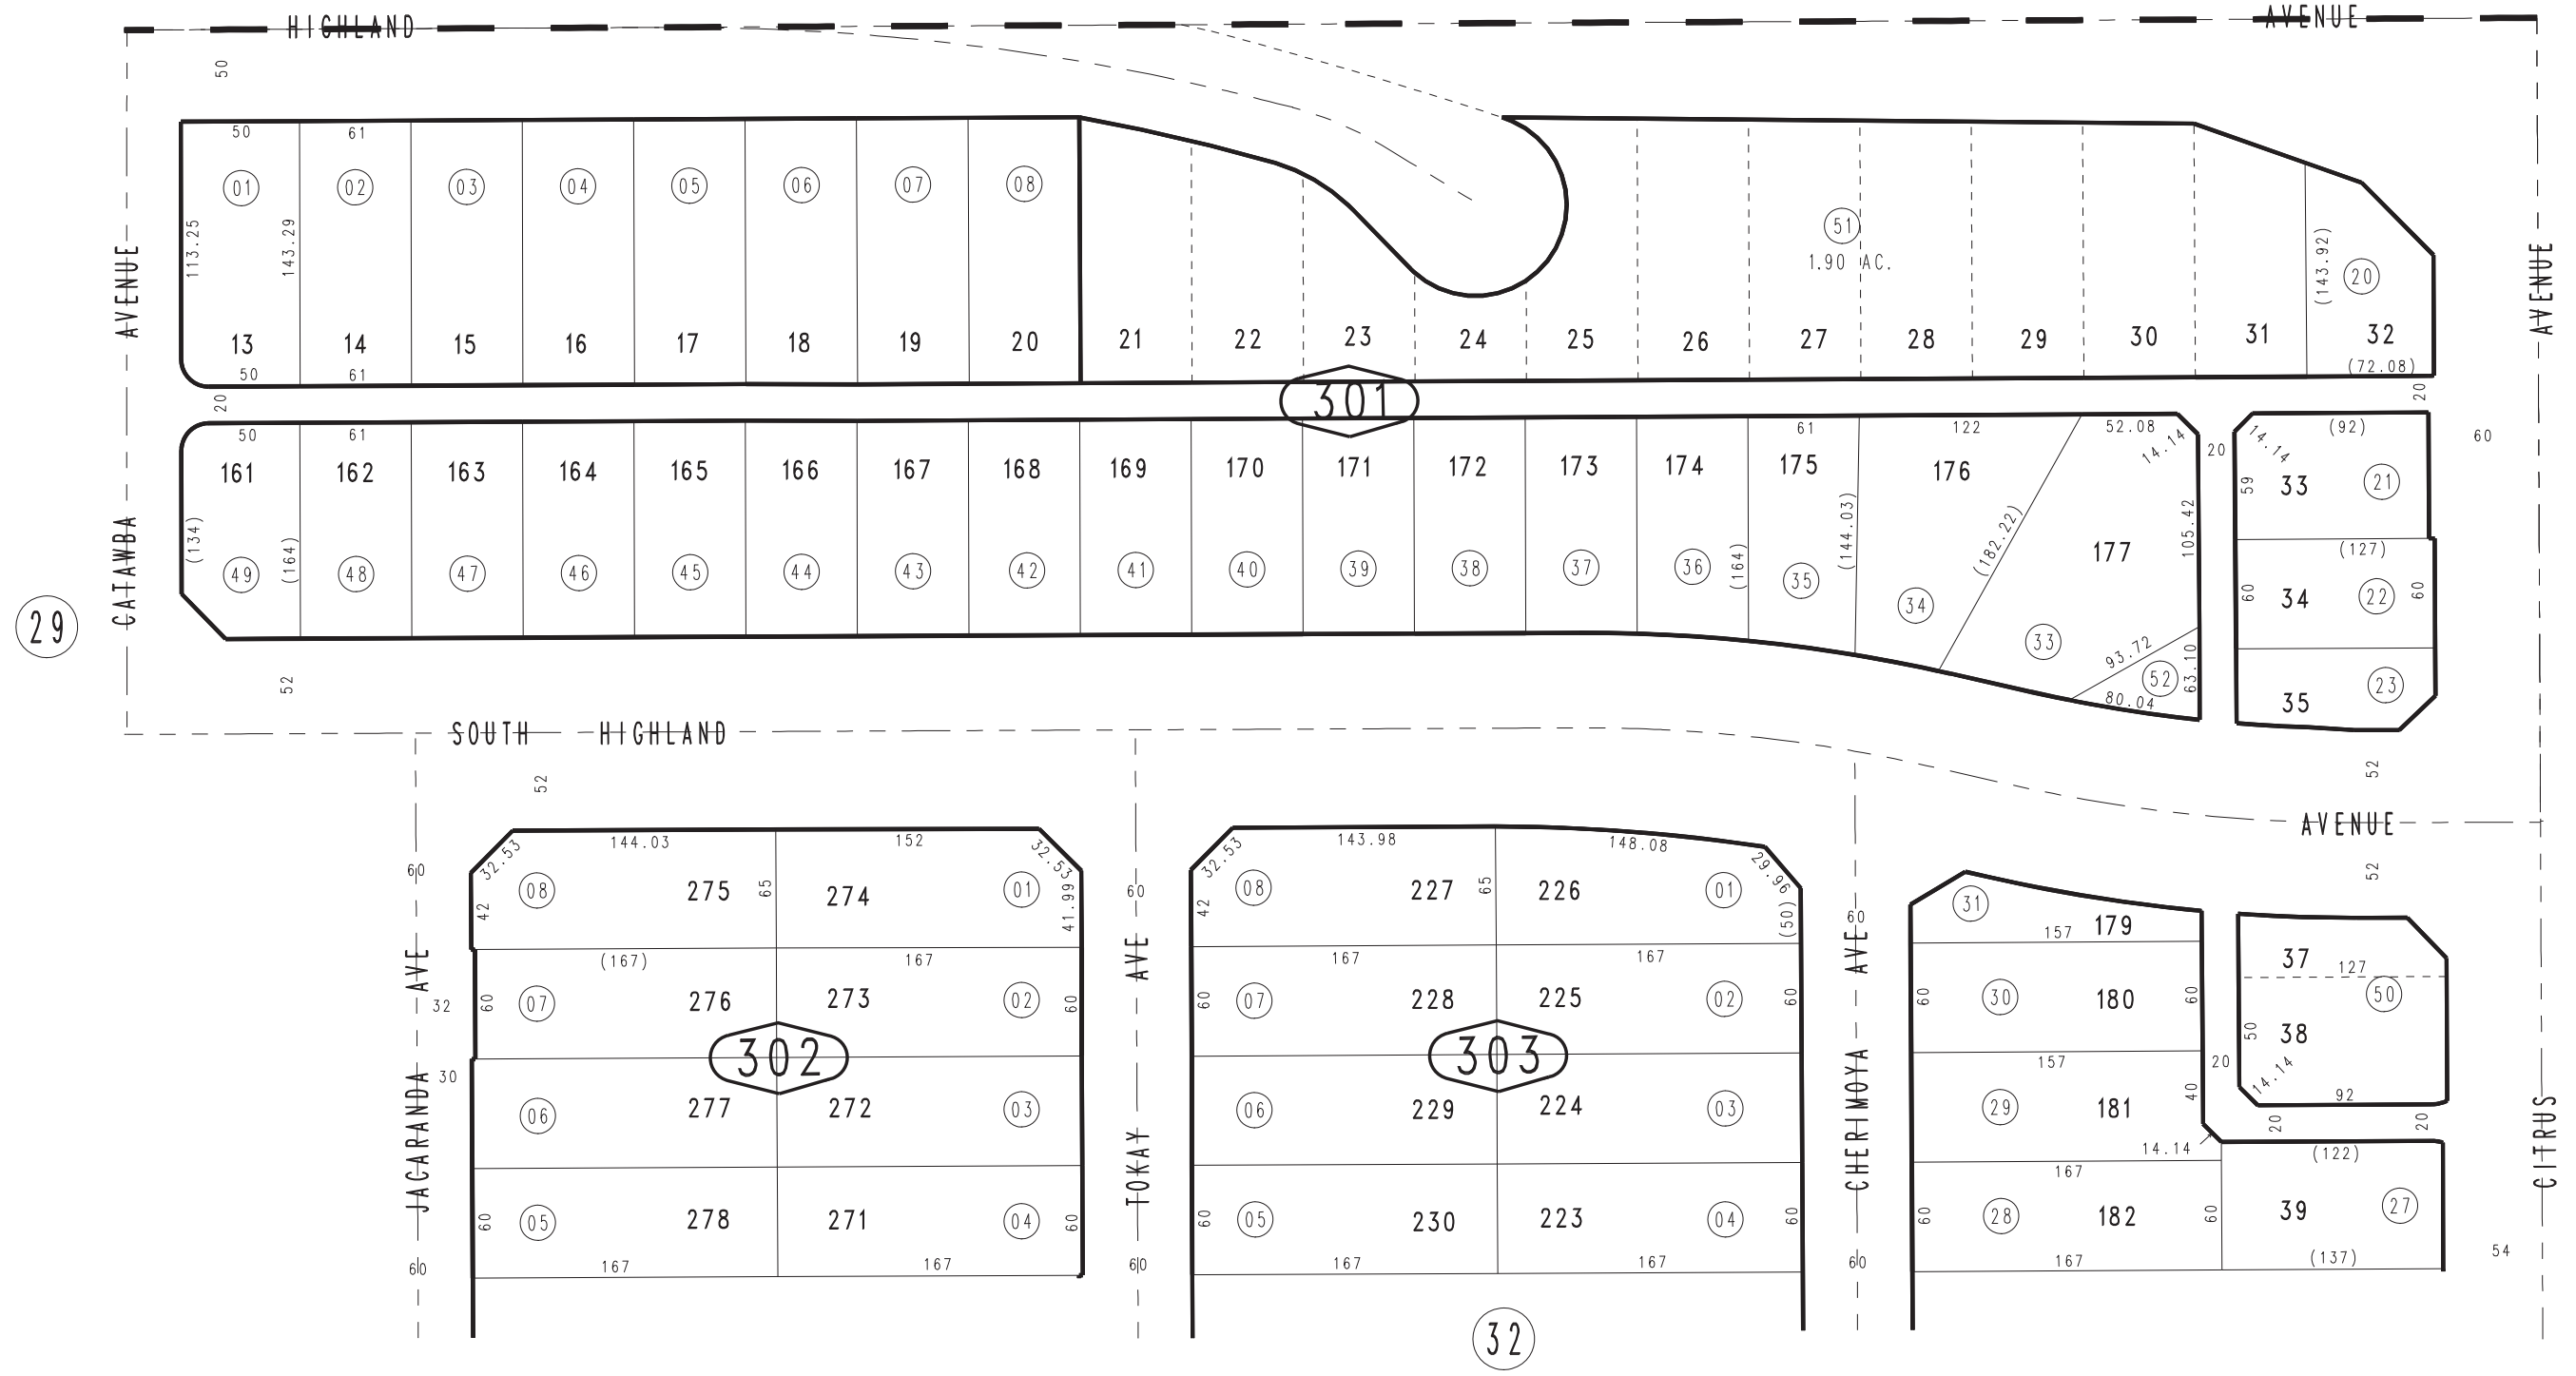 HIGHLAND AVENUE
50
50 61
01 02 03 04 05 06 07 08
51
1.90 AC.
20
113.25 143.29 (143.92)
AVENUE AVENUE
13 14 15 16 17 18 19 20 21 22 23 24 25 26 27 28 29 30 31 32
50 61 (72.08)
20 301 20
50 61 61 122 52.08 14.14 20 14.14 (92) 60
161 162 163 164 165 166 167 168 169 170 171 172 173 174 175 176 33 21
59
(134) (164) (164) (144.03) (182.22) 177 105.42 (127)
CATAWBA
49 48 47 46 45 44 43 42 41 40 39 38 37 36 35 34 33
60 34 22 60
29
93.72 52 63.10
80.04
35 23
52
SOUTH HIGHLAND
52 52
AVENUE
52
144.03 152 143.98 148.08
32.53 32.53 32.53 29.96
60 08 275 65 274 01 60 08 227 65 226 01 60 31
42 41.99 42 (50) 157 179
(167) 167 167 167 37
127
AVE AVE AVE
32 60 07 276 273 02 60 60 07 228 225 02 60 60 30 180 60 50
50 38
302 303
30 157 20 14.14
JACARANDA TOKAY CHERIMOYA CITRUS
06 277 272 03 06 229 224 03 29 181 40 92
20 20
14.14 (122)
167
60 05 278 271 04 60 60 05 230 223 04 60 60 28 182 60 39 27
60 167 167 60 167 167 60 167 (137) 54
32